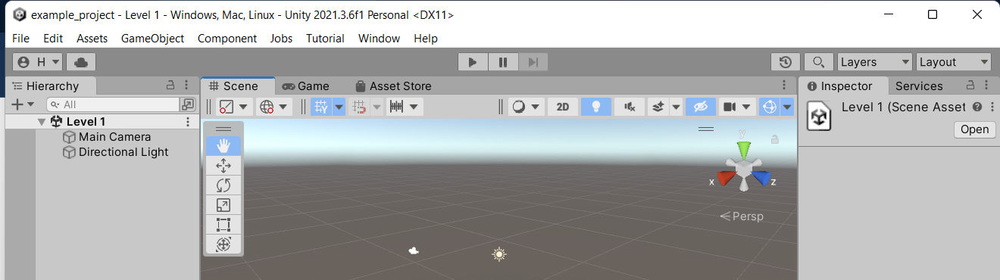 example_project - Level 1 - Windows, Mac, Linux - Unity 2021.3.6f1 Personal <DX11>
File Edit Assets GameObject Component Jobs Tutorial Window Help
H Layers Layout
Hierarchy
All
Level 1
Main Camera
Directional Light
Scene Game Asset Store
Y 2D
y
x z
Persp
Inspector Services
Level 1 (Scene Asset
Open